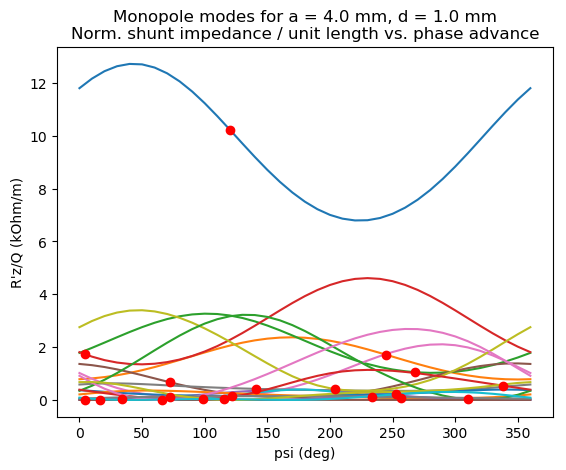 Monopole modes for a = 4.0 mm, d = 1.0 mm
Norm. shunt impedance / unit length vs. phase advance
R'z/Q (kOhm/m)
12
10
8
6
4
2
0
0 50 100 150 200 250 300 350
psi (deg)